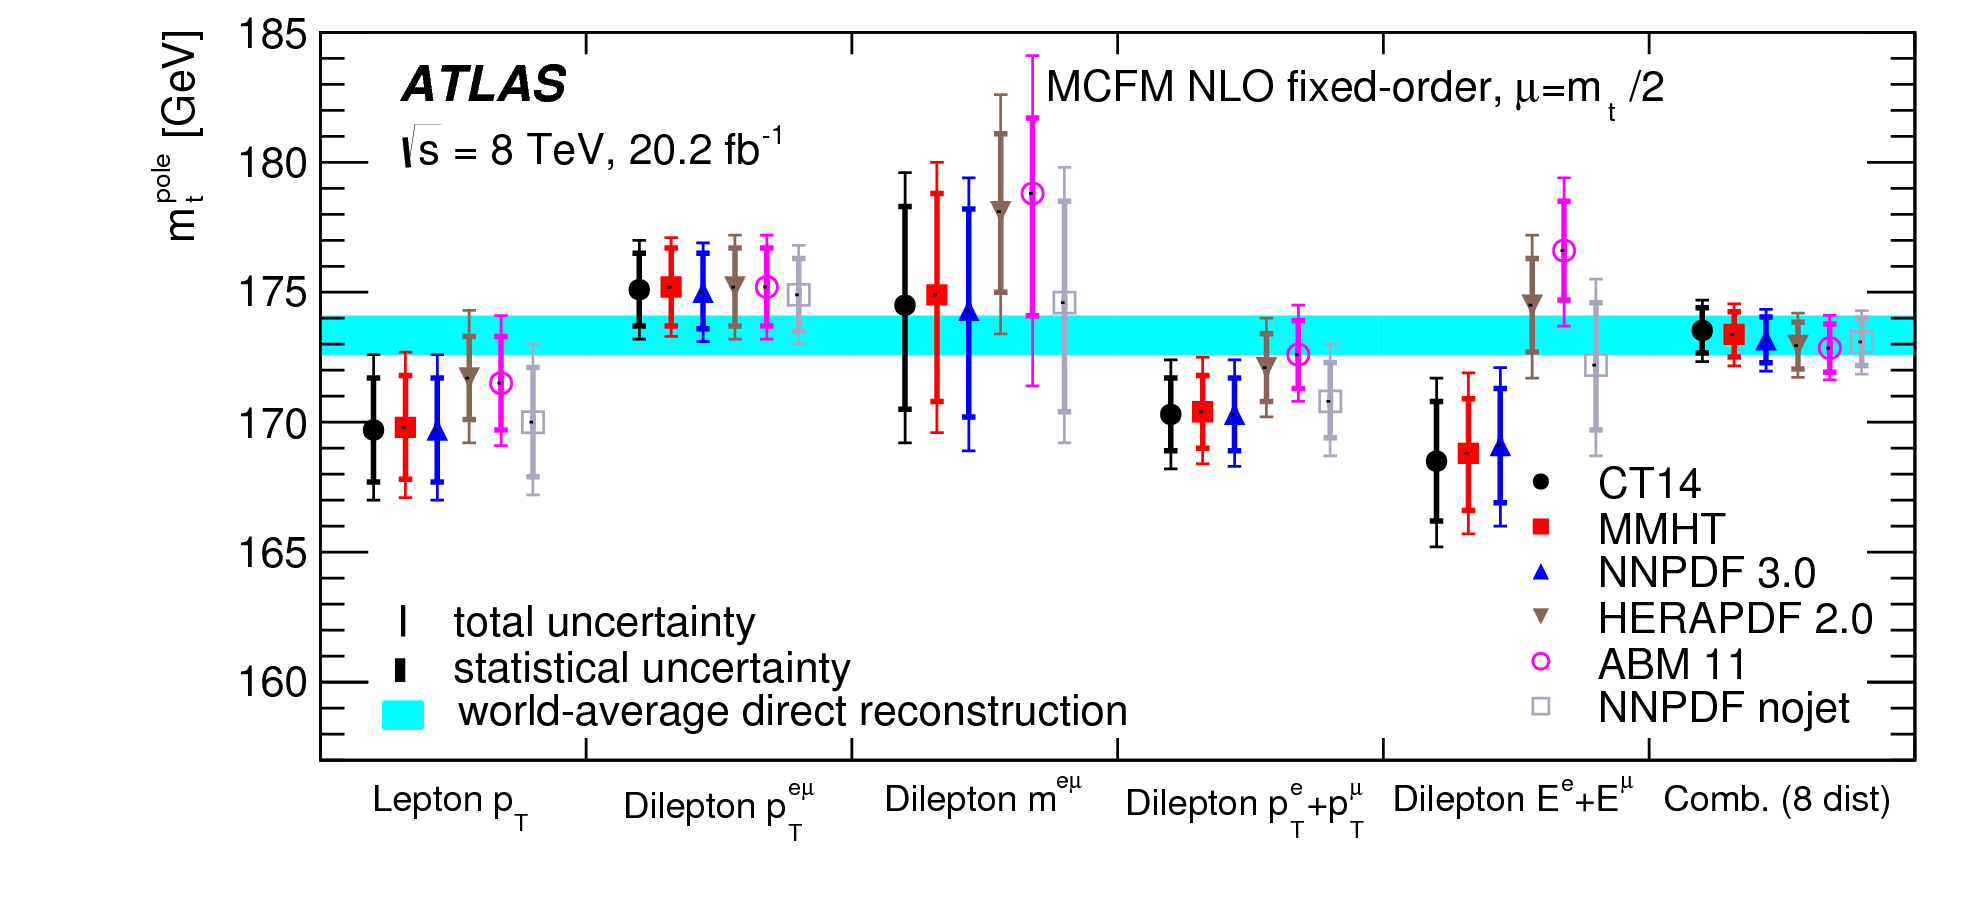 185
180
175
170
165
160
m_t^pole [GeV]
ATLAS
√s = 8 TeV, 20.2 fb⁻¹
MCFM NLO fixed-order, μ=m_t /2
CT14
MMHT
NNPDF 3.0
HERAPDF 2.0
ABM 11
NNPDF nojet
total uncertainty
statistical uncertainty
world-average direct reconstruction
Lepton p_T
Dilepton p_T^eμ
Dilepton m^eμ
Dilepton p_T^e+p_T^μ
Dilepton E^e+E^μ
Comb. (8 dist)